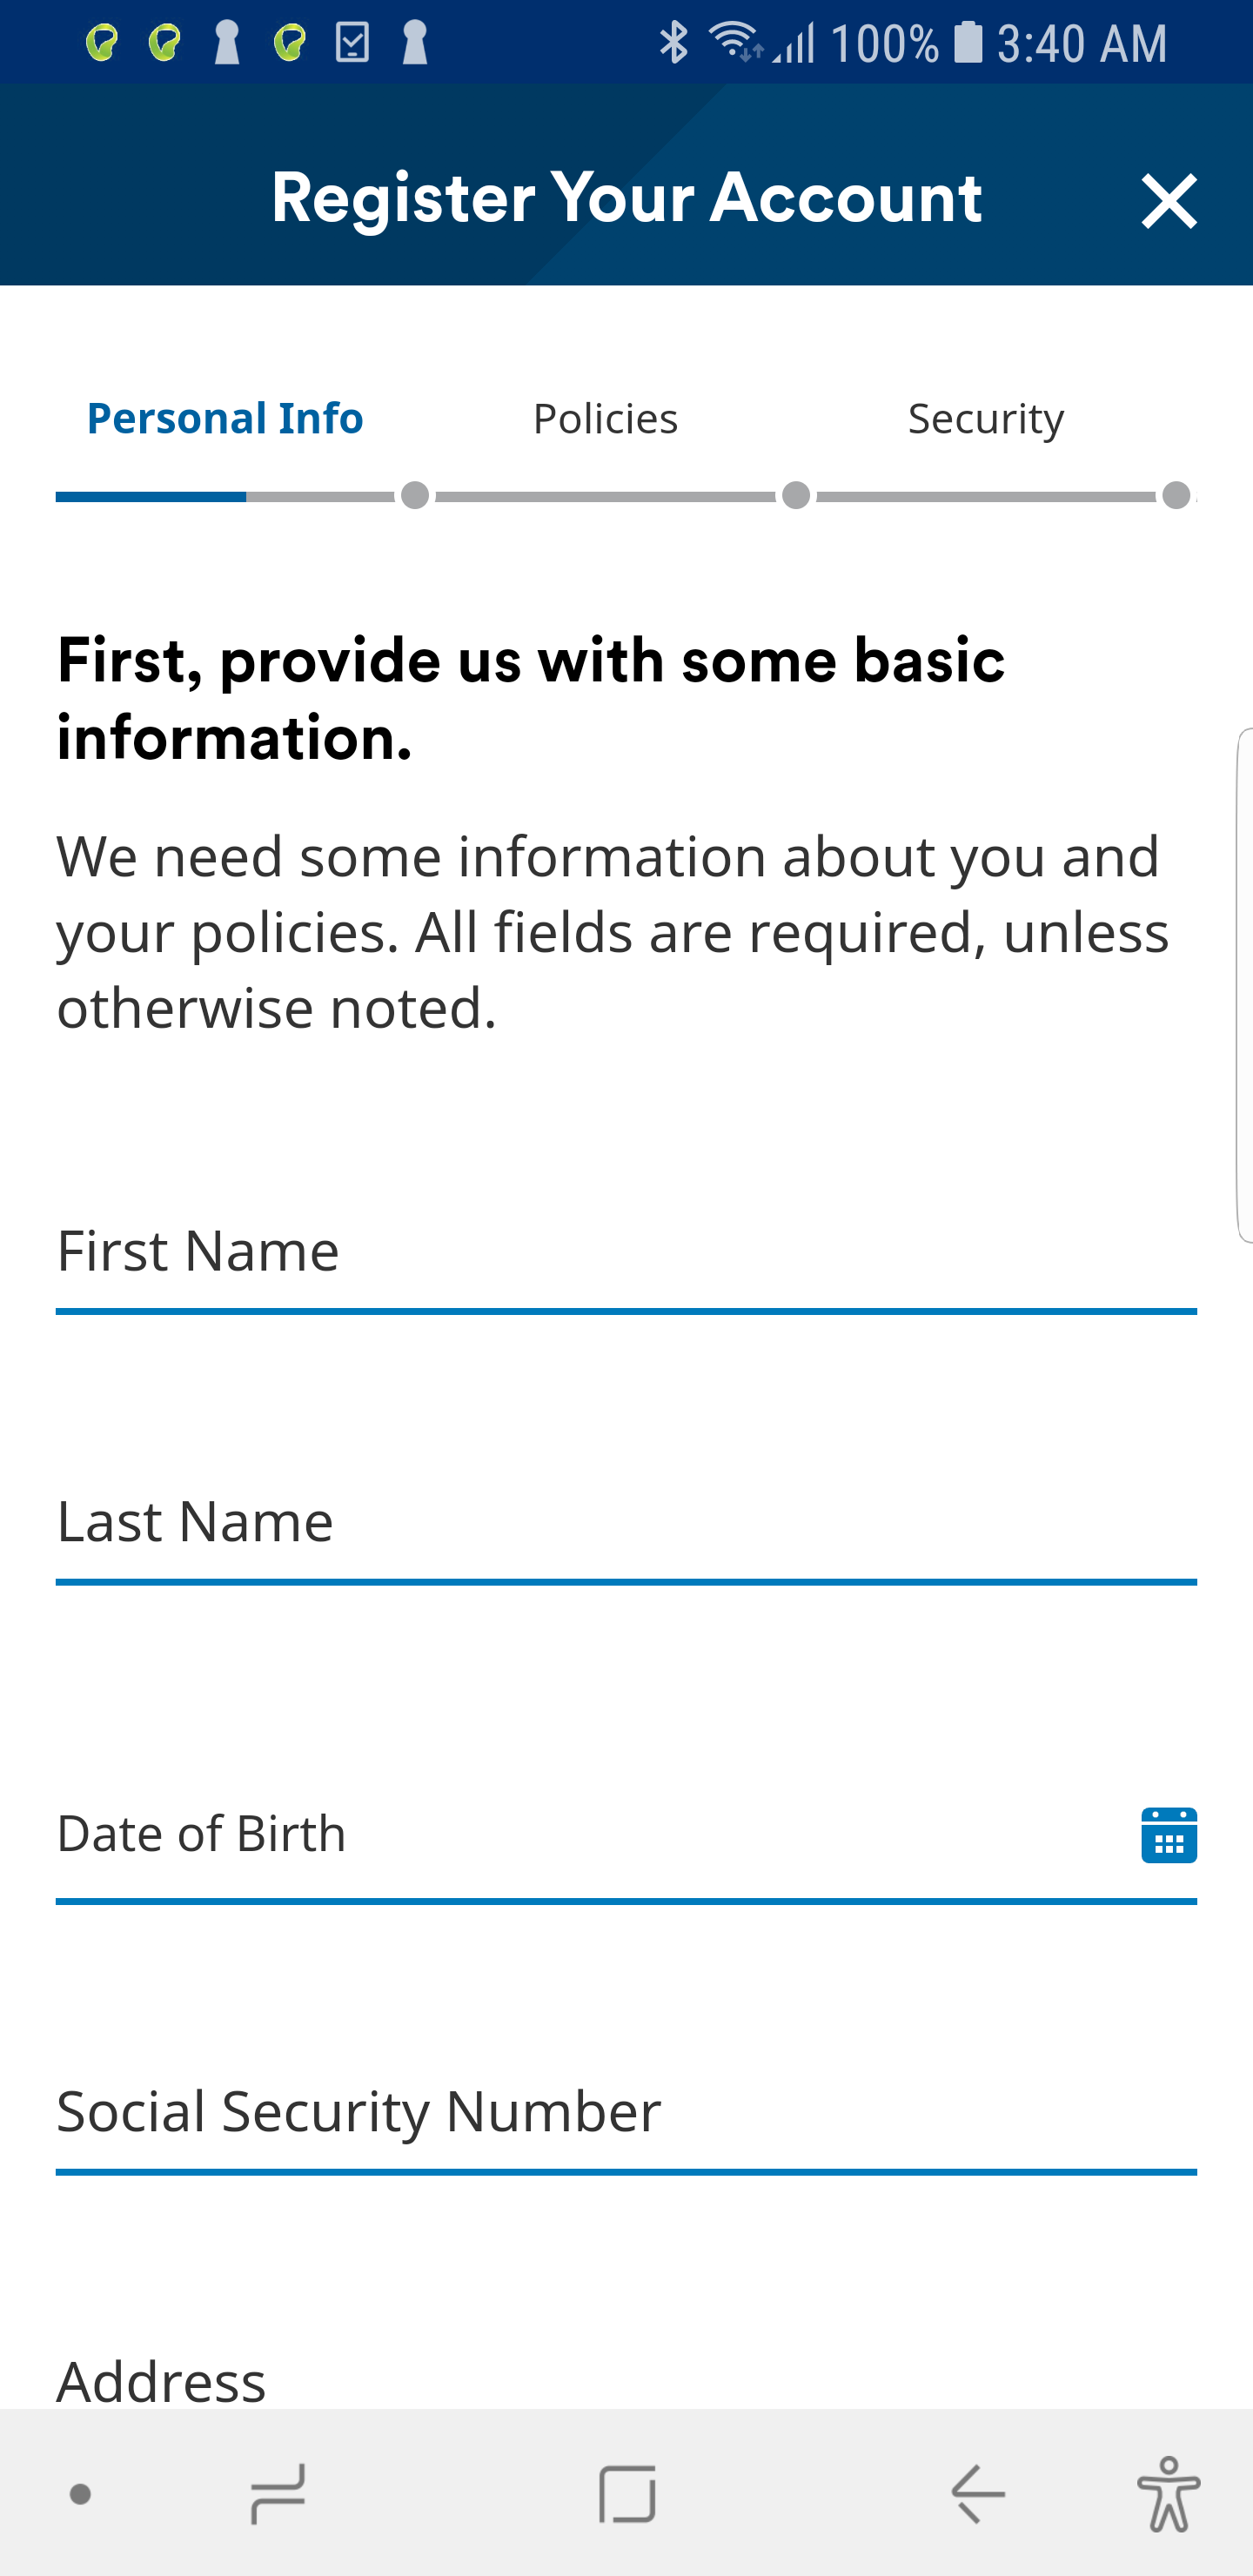 100% 3:40 AM
Register Your Account
Personal Info Policies Security
First, provide us with some basic
information.
We need some information about you and
your policies. All fields are required, unless
otherwise noted.
First Name
Last Name
Date of Birth
Social Security Number
Address